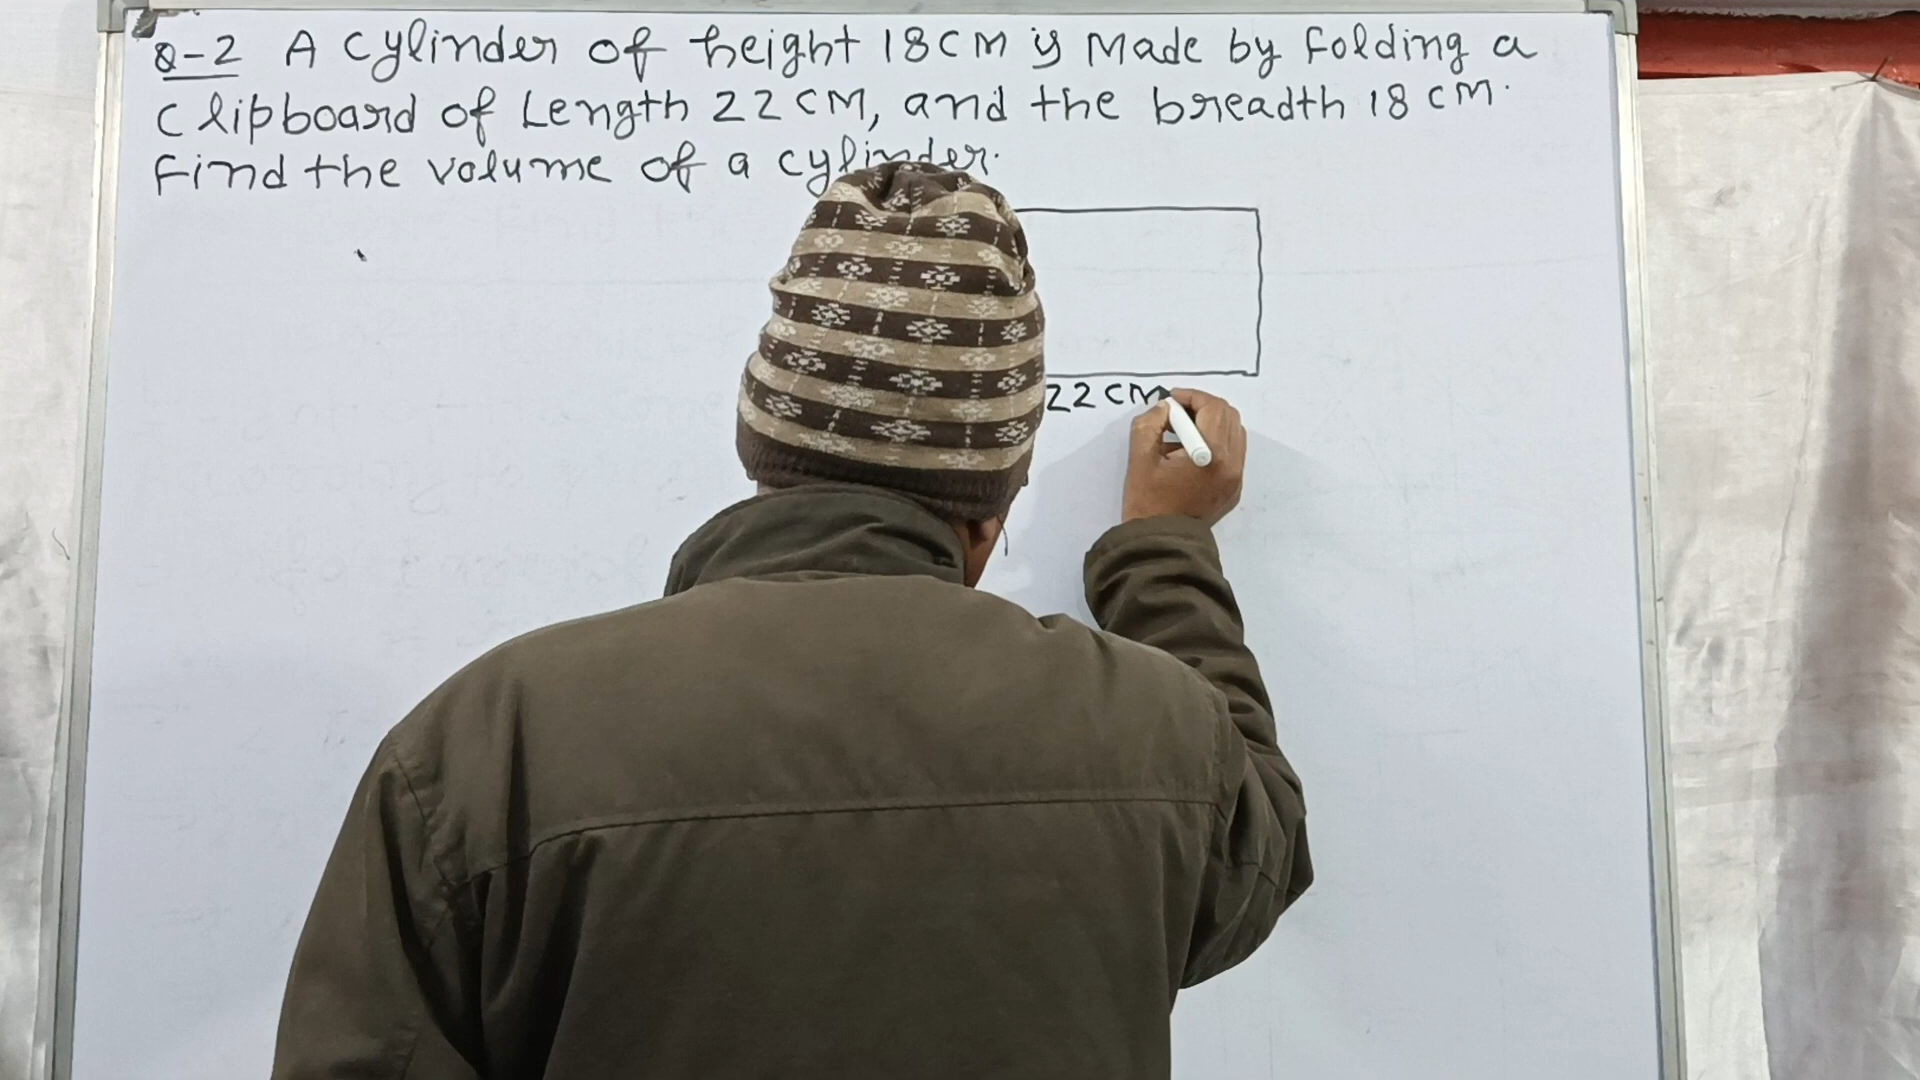 Q-2 A cylinder of height 18cm is Made by Folding a
clipboard of Length 22cm, and the breadth 18 cm.
Find the volume of a cylinder.
22cm